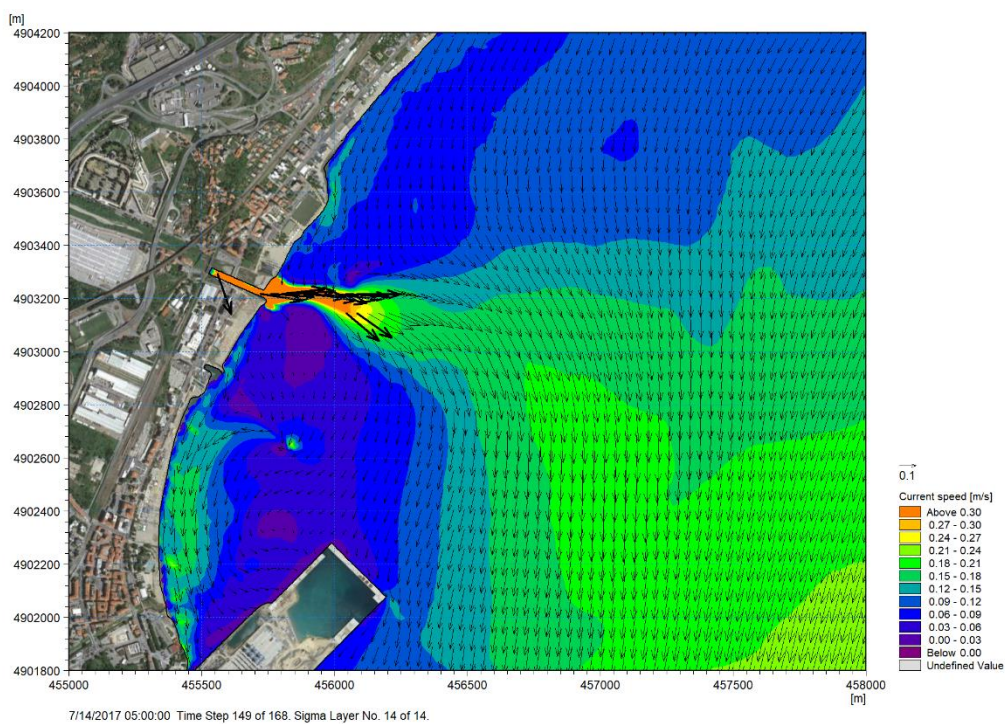 [m]
4904200
4904000
4903800
4903600
4903400
4903200
4903000
4902800
4902600
4902400
4902200
4902000
4901800
455000 455500 456000 456500 457000 457500 458000
[m]
0.1
Current speed [m/s]
Above 0.30
0.27 - 0.30
0.24 - 0.27
0.21 - 0.24
0.18 - 0.21
0.15 - 0.18
0.12 - 0.15
0.09 - 0.12
0.06 - 0.09
0.03 - 0.06
0.00 - 0.03
Below 0.00
Undefined Value
7/14/2017 05:00:00 Time Step 149 of 168. Sigma Layer No. 14 of 14.